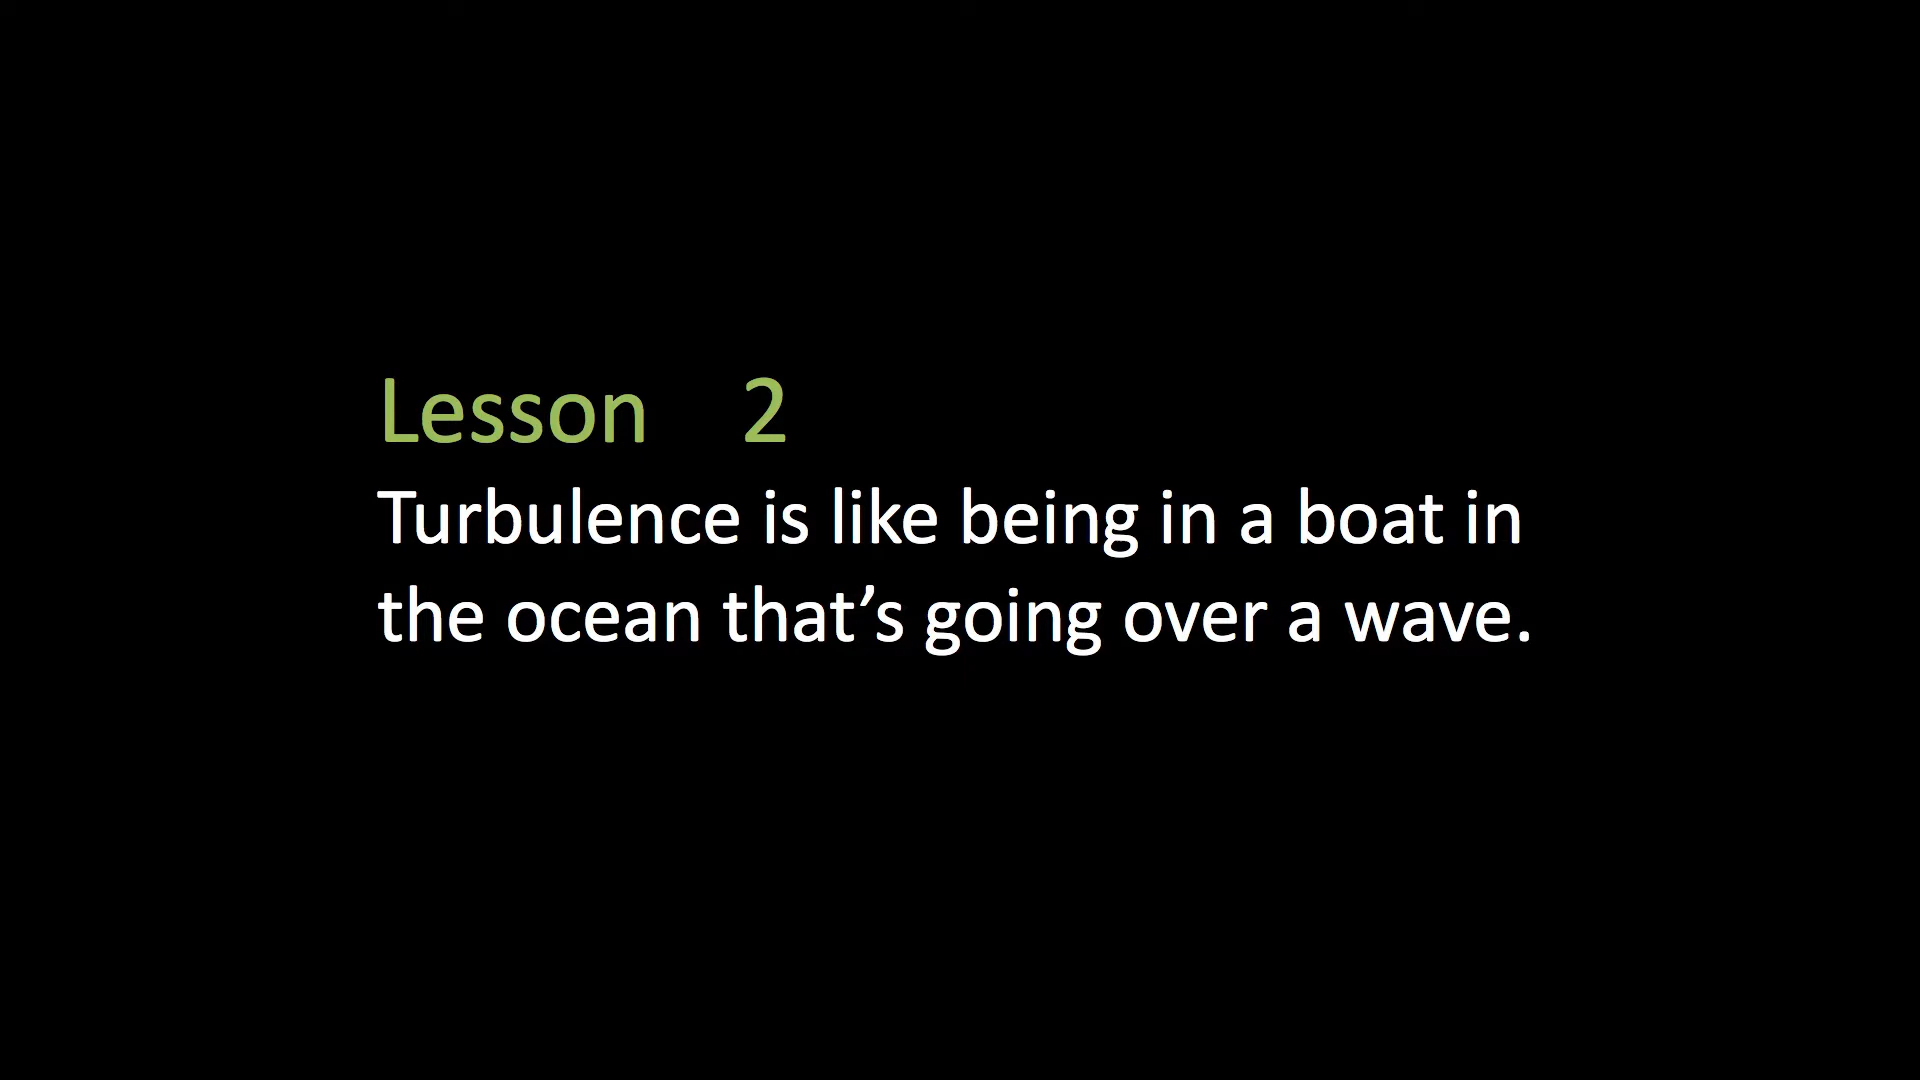 Lesson 2
Turbulence is like being in a boat in
the ocean that’s going over a wave.